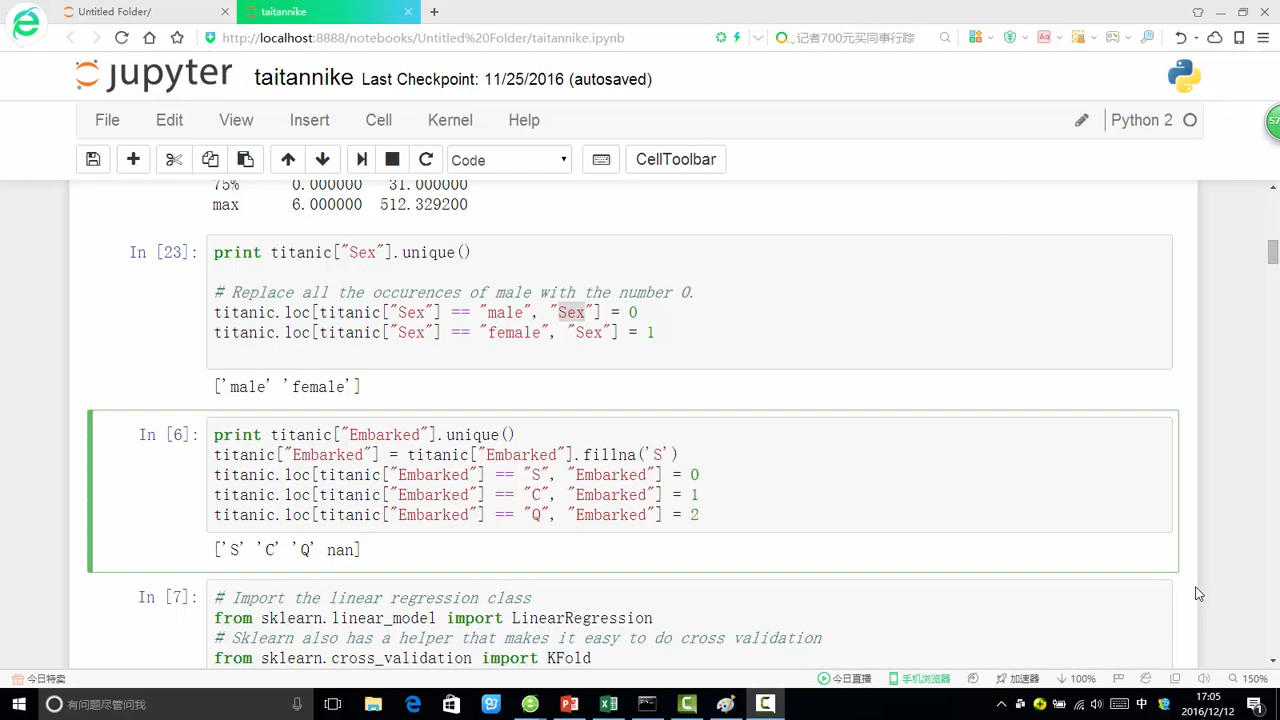 Untitled Folder/
taitannike
http://localhost:8888/notebooks/Untitled%20Folder/taitannike.ipynb
记者700元买同事行踪
jupyter taitannike Last Checkpoint: 11/25/2016 (autosaved)
File Edit View Insert Cell Kernel Help
Python 2
57
Code
CellToolbar
75% 0.000000 31.000000
max 6.000000 512.329200
In [23]: print titanic["Sex"].unique()
# Replace all the occurences of male with the number 0.
titanic.loc[titanic["Sex"] == "male", "Sex"] = 0
titanic.loc[titanic["Sex"] == "female", "Sex"] = 1
['male' 'female']
In [6]: print titanic["Embarked"].unique()
titanic["Embarked"] = titanic["Embarked"].fillna('S')
titanic.loc[titanic["Embarked"] == "S", "Embarked"] = 0
titanic.loc[titanic["Embarked"] == "C", "Embarked"] = 1
titanic.loc[titanic["Embarked"] == "Q", "Embarked"] = 2
['S' 'C' 'Q' nan]
In [7]: # Import the linear regression class
from sklearn.linear_model import LinearRegression
# Sklearn also has a helper that makes it easy to do cross validation
from sklearn.cross_validation import KFold
今日特卖
今日直播 手机浏览器 加速器 100% 150%
有问题尽管问我
中
17:05
2016/12/12